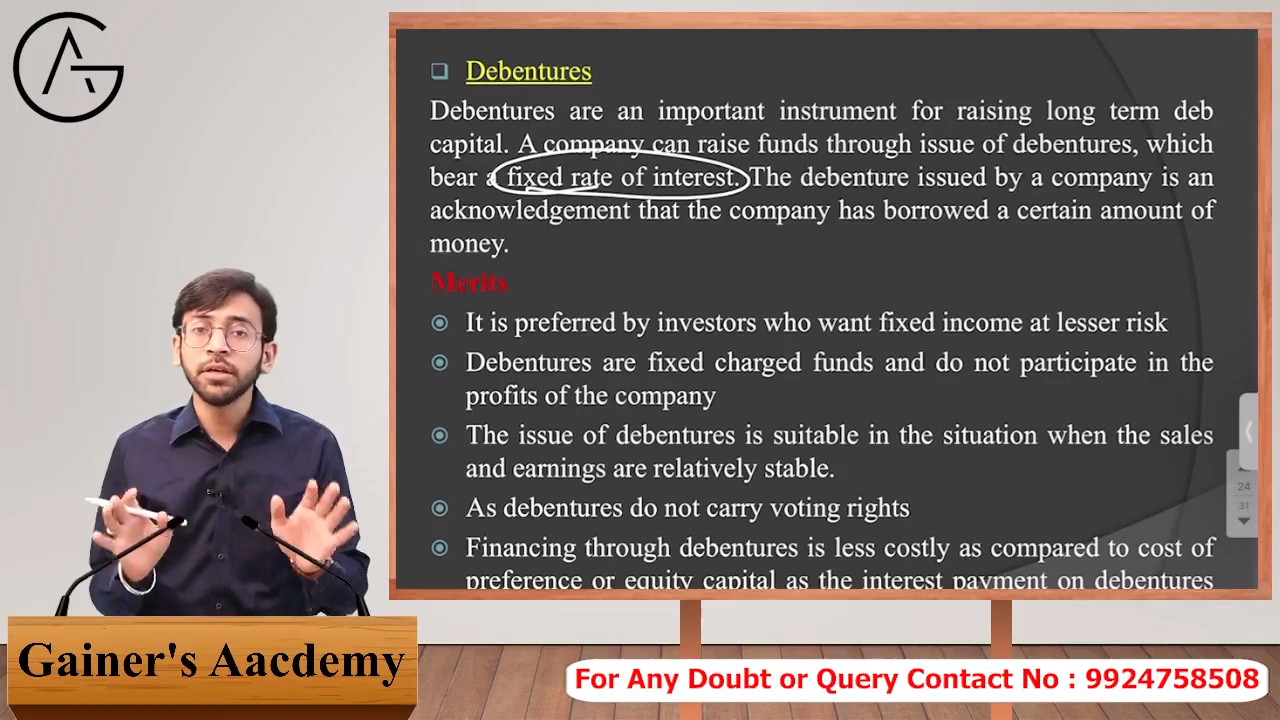 Debentures
Debentures are an important instrument for raising long term deb
capital. A company can raise funds through issue of debentures, which
bear a fixed rate of interest. The debenture issued by a company is an
acknowledgement that the company has borrowed a certain amount of
money.
Merits
It is preferred by investors who want fixed income at lesser risk
Debentures are fixed charged funds and do not participate in the
profits of the company
The issue of debentures is suitable in the situation when the sales
and earnings are relatively stable.
As debentures do not carry voting rights
Financing through debentures is less costly as compared to cost of
preference or equity capital as the interest payment on debentures
24
31
AG
Gainer's Aacdemy
For Any Doubt or Query Contact No : 9924758508